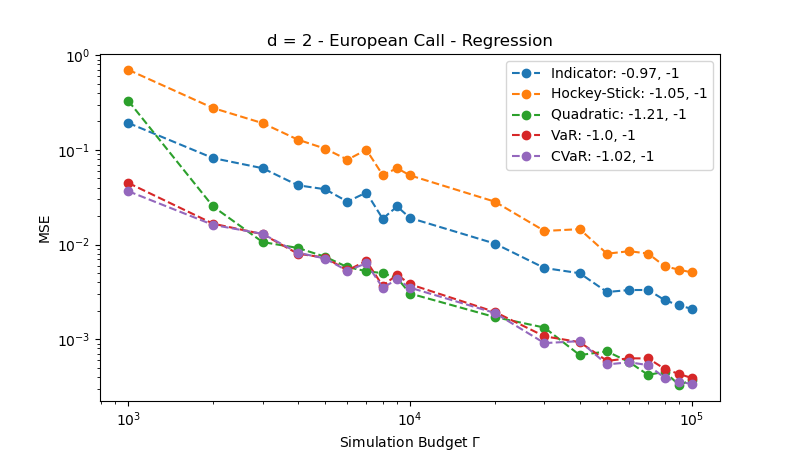 d = 2 - European Call - Regression
MSE
10⁰
10⁻¹
10⁻²
10⁻³
Indicator: -0.97, -1
Hockey-Stick: -1.05, -1
Quadratic: -1.21, -1
VaR: -1.0, -1
CVaR: -1.02, -1
10³
10⁴
10⁵
Simulation Budget Γ